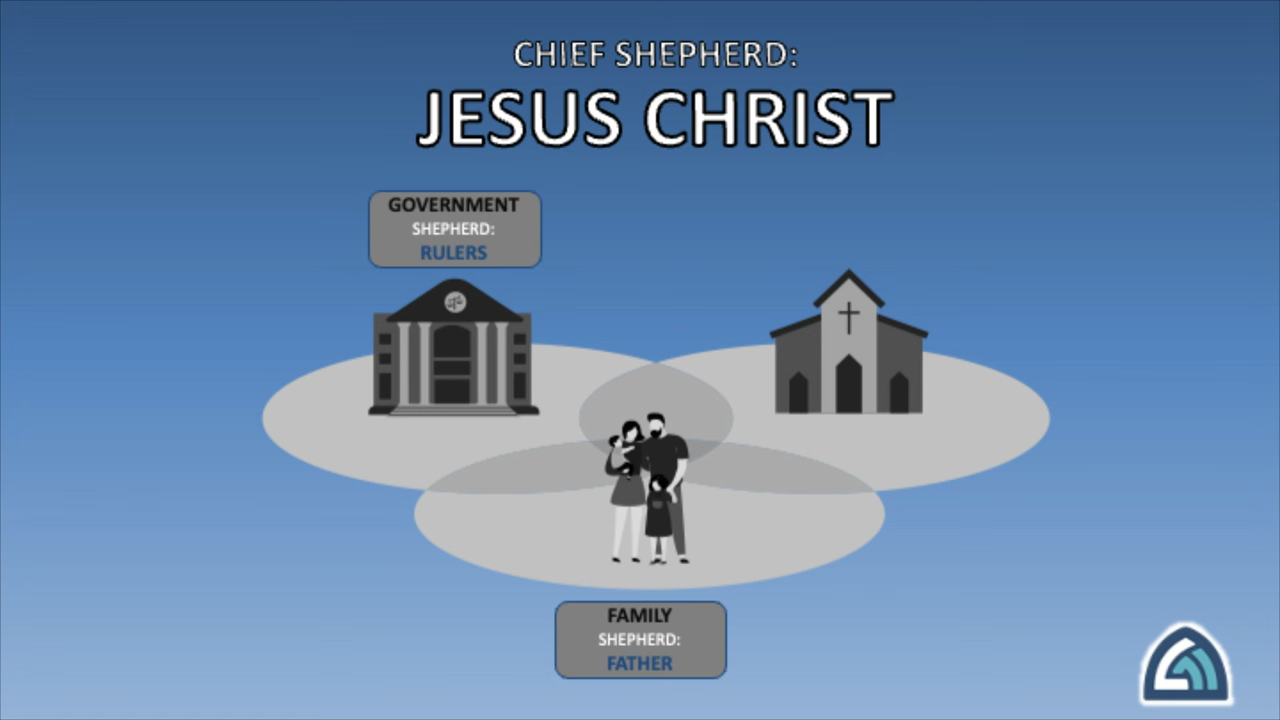 CHIEF SHEPHERD:
JESUS CHRIST
GOVERNMENT
SHEPHERD:
RULERS
FAMILY
SHEPHERD:
FATHER